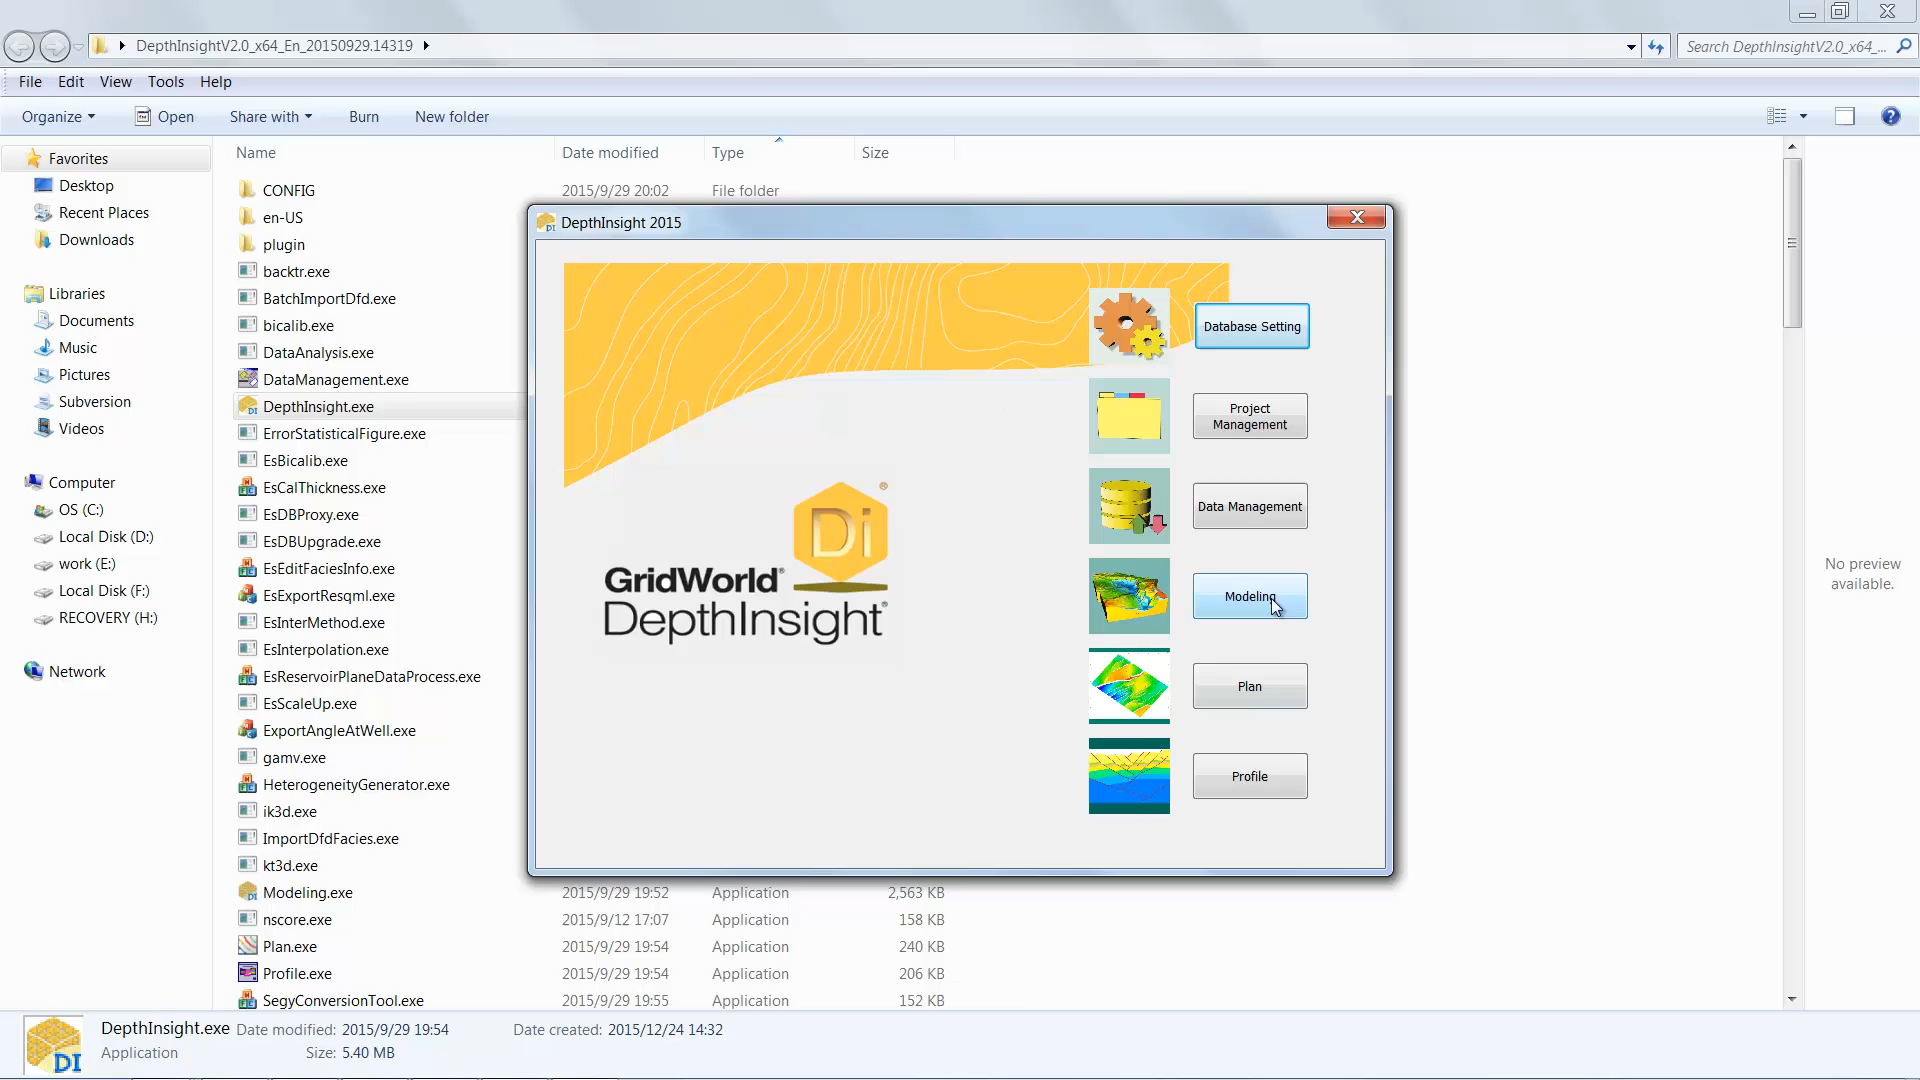 DepthInsightV2.0_x64_En_20150929.14319
Search DepthInsightV2.0_x64_...
File Edit View Tools Help
Organize Open Share with Burn New folder
Name Date modified Type Size
Favorites
Desktop
Recent Places
Downloads
Libraries
Documents
Music
Pictures
Subversion
Videos
Computer
OS (C:)
Local Disk (D:)
work (E:)
Local Disk (F:)
RECOVERY (H:)
Network
CONFIG 2015/9/29 20:02 File folder
en-US
plugin
backtr.exe
BatchImportDfd.exe
bicalib.exe
DataAnalysis.exe
DataManagement.exe
DepthInsight.exe
ErrorStatisticalFigure.exe
EsBicalib.exe
EsCalThickness.exe
EsDBProxy.exe
EsDBUpgrade.exe
EsEditFaciesInfo.exe
EsExportResqml.exe
EsInterMethod.exe
EsInterpolation.exe
EsReservoirPlaneDataProcess.exe
EsScaleUp.exe
ExportAngleAtWell.exe
gamv.exe
HeterogeneityGenerator.exe
ik3d.exe
ImportDfdFacies.exe
kt3d.exe
Modeling.exe 2015/9/29 19:52 Application 2,563 KB
nscore.exe 2015/9/12 17:07 Application 158 KB
Plan.exe 2015/9/29 19:54 Application 240 KB
Profile.exe 2015/9/29 19:54 Application 206 KB
SegyConversionTool.exe 2015/9/29 19:55 Application 152 KB
DepthInsight 2015
Di®
GridWorld®
DepthInsight®
Database Setting
Project
Management
Data Management
Modeling
Plan
Profile
No preview
available.
DI
DepthInsight.exe Date modified: 2015/9/29 19:54 Date created: 2015/12/24 14:32
Application Size: 5.40 MB